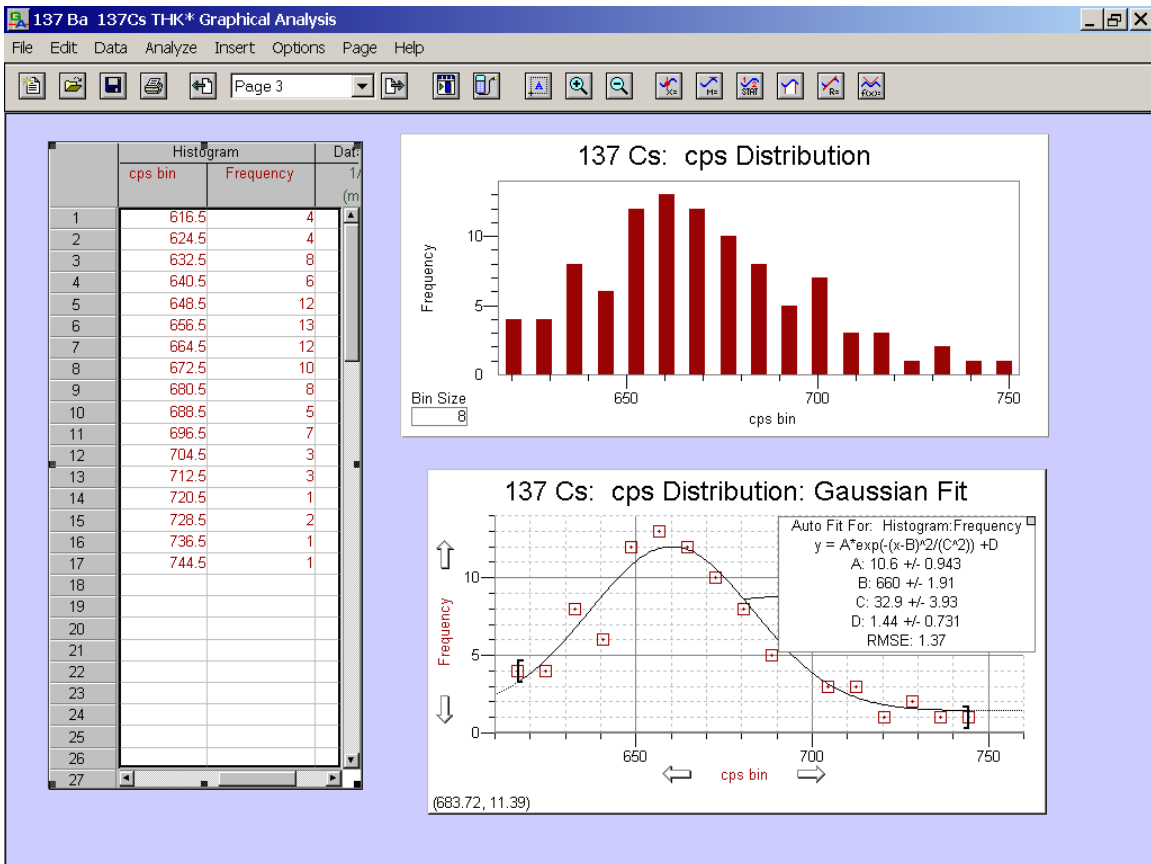 137 Ba 137Cs THK* Graphical Analysis
File Edit Data Analyze Insert Options Page Help
Page 3
X= M= STAT R= f(x)=
Histogram Dat
cps bin Frequency 1/
(m
1 616.5 4
2 624.5 4
3 632.5 8
4 640.5 6
5 648.5 12
6 656.5 13
7 664.5 12
8 672.5 10
9 680.5 8
10 688.5 5
11 696.5 7
12 704.5 3
13 712.5 3
14 720.5 1
15 728.5 2
16 736.5 1
17 744.5 1
18
19
20
21
22
23
24
25
26
27
137 Cs: cps Distribution
Frequency
10
5
0
650 700 750
cps bin
Bin Size
8
137 Cs: cps Distribution: Gaussian Fit
Auto Fit For: Histogram:Frequency
y = A*exp(-(x-B)^2/(C^2)) +D
A: 10.6 +/- 0.943
B: 660 +/- 1.91
C: 32.9 +/- 3.93
D: 1.44 +/- 0.731
RMSE: 1.37
Frequency
10
5
0
650 700 750
cps bin
(683.72, 11.39)